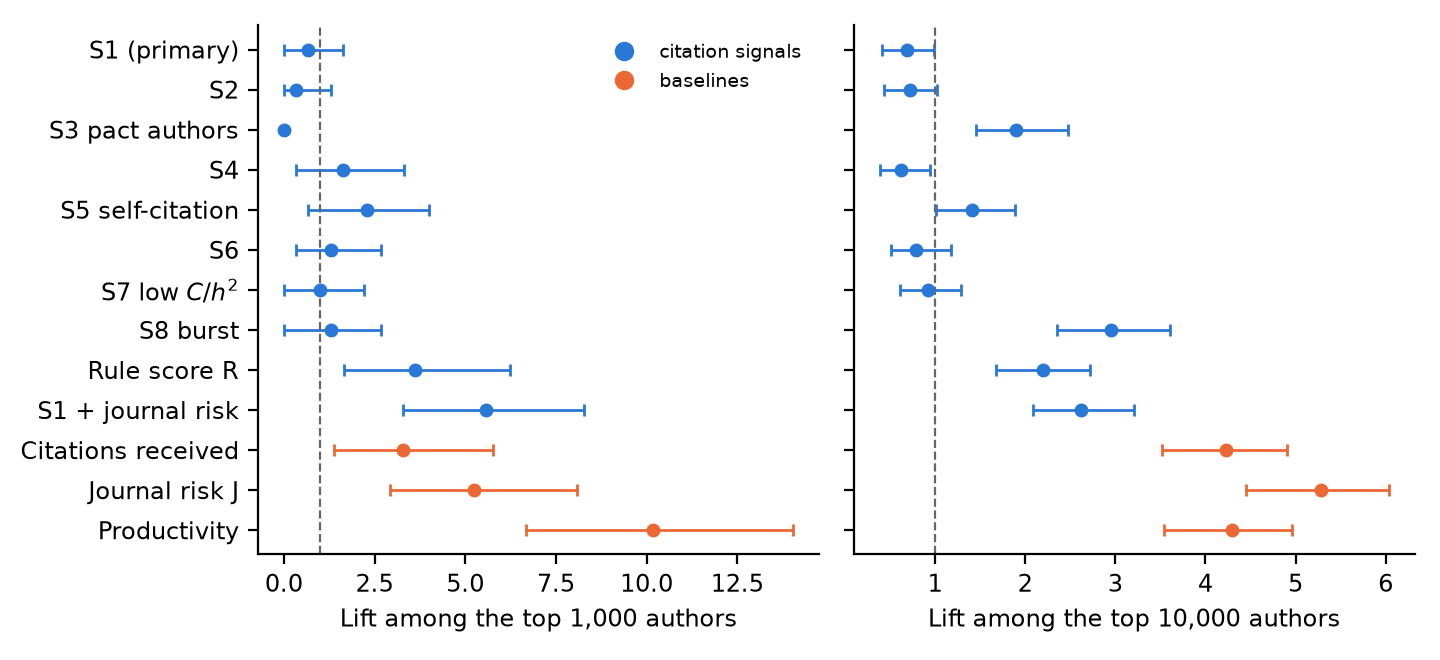 S1 (primary)
S2
S3 pact authors
S4
S5 self-citation
S6
S7 low C/h²
S8 burst
Rule score R
S1 + journal risk
Citations received
Journal risk J
Productivity
citation signals
baselines
0.0 2.5 5.0 7.5 10.0 12.5
Lift among the top 1,000 authors
1 2 3 4 5 6
Lift among the top 10,000 authors